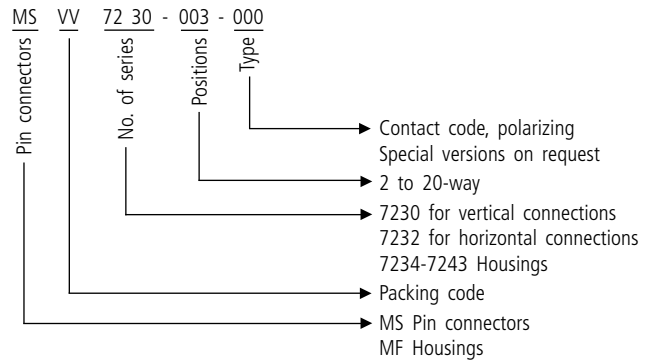 MS VV 72 30 - 003 - 000
Pin connectors
No. of series
Positions
Type
Contact code, polarizing
Special versions on request
2 to 20-way
7230 for vertical connections
7232 for horizontal connections
7234-7243 Housings
Packing code
MS Pin connectors
MF Housings